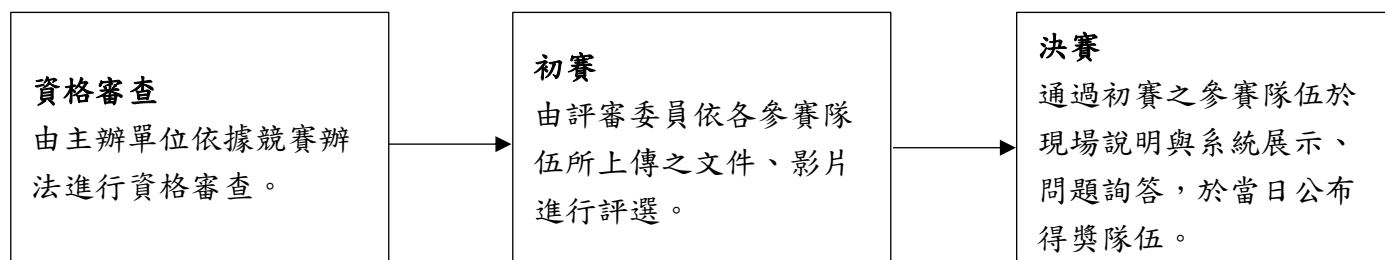 資格審查
由主辦單位依據競賽辦
法進行資格審查。
初賽
由評審委員依各參賽隊
伍所上傳之文件、影片
進行評選。
決賽
通過初賽之參賽隊伍於
現場說明與系統展示、
問題詢答，於當日公布
得獎隊伍。